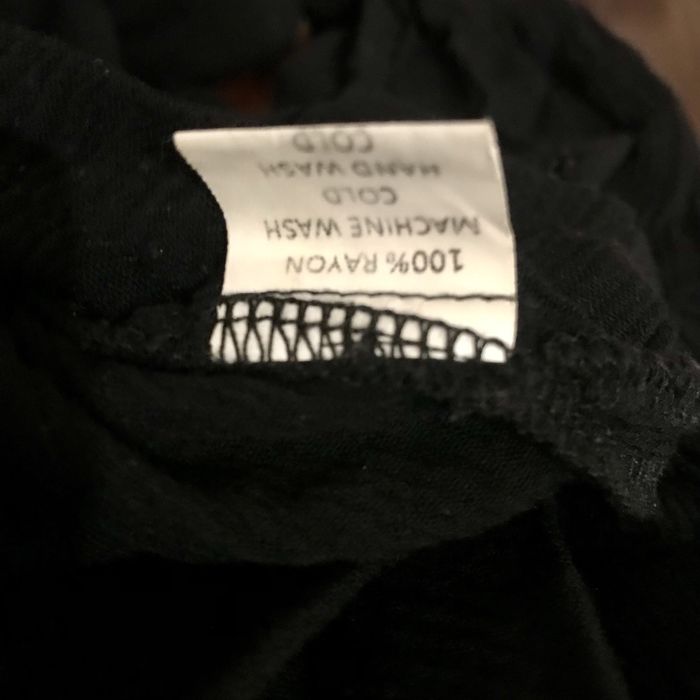 100% RAYON
MACHINE WASH
COLD
HAND WASH
COLD